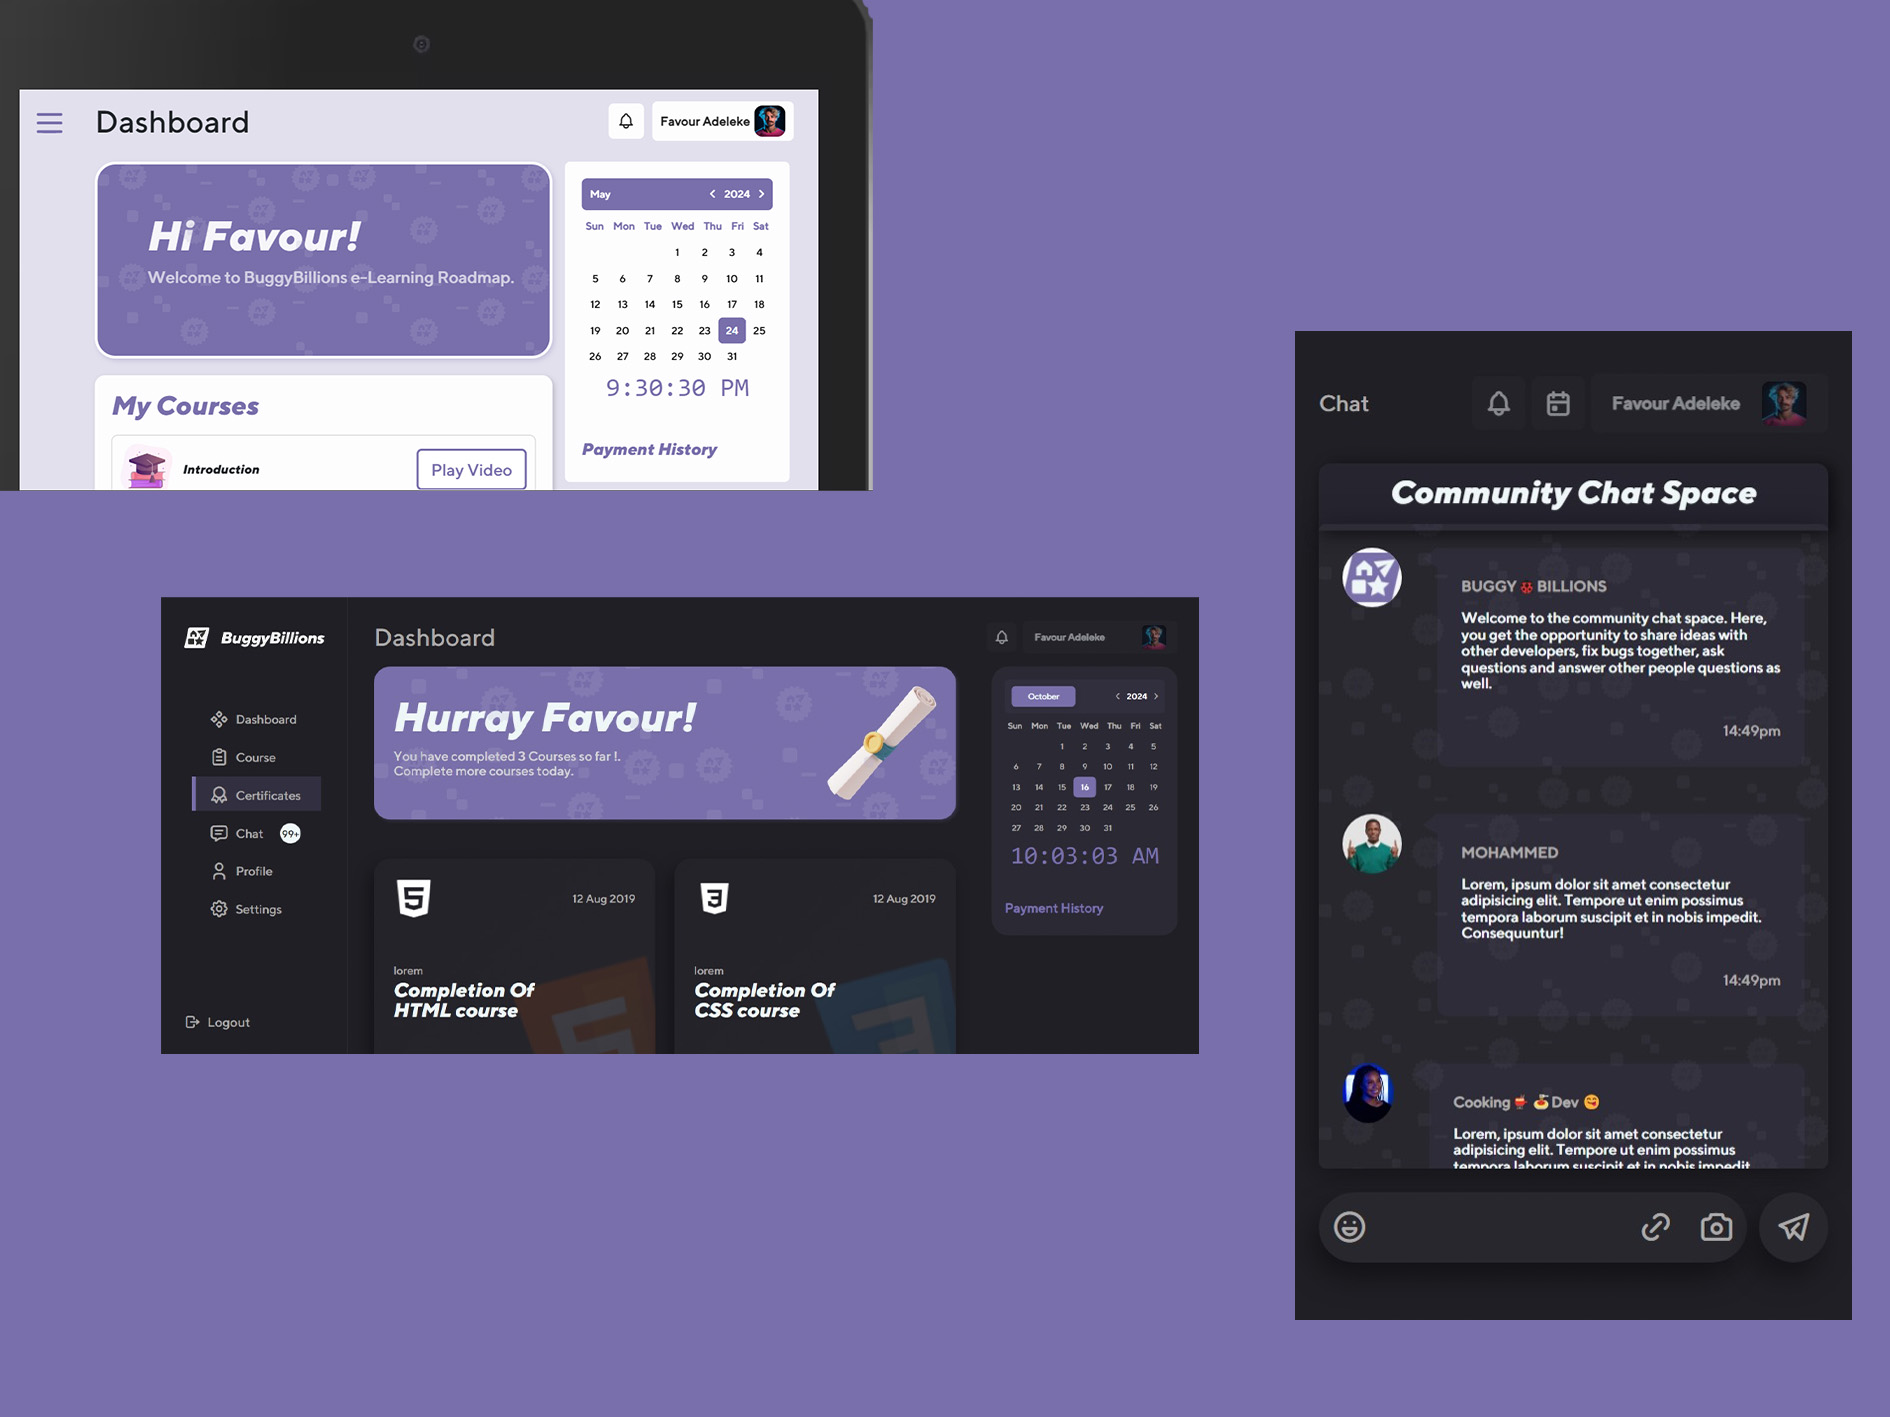 Dashboard
Favour Adeleke
Hi Favour!
Welcome to BuggyBillions e-Learning Roadmap.
My Courses
Introduction
Play Video
May < 2024 >
Sun Mon Tue Wed Thu Fri Sat
1 2 3 4
5 6 7 8 9 10 11
12 13 14 15 16 17 18
19 20 21 22 23 24 25
26 27 28 29 30 31
9:30:30 PM
Payment History
BuggyBillions
Dashboard
Course
Certificates
Chat 99+
Profile
Settings
Logout
Dashboard
Favour Adeleke
Hurray Favour!
You have completed 3 Courses so far !.
Complete more courses today.
5
12 Aug 2019
lorem
Completion Of
HTML course
3
12 Aug 2019
lorem
Completion Of
CSS course
October < 2024 >
Sun Mon Tue Wed Thu Fri Sat
1 2 3 4 5
6 7 8 9 10 11 12
13 14 15 16 17 18 19
20 21 22 23 24 25 26
27 28 29 30 31
10:03:03 AM
Payment History
Chat
Favour Adeleke
Community Chat Space
BUGGY 🐞 BILLIONS
Welcome to the community chat space. Here,
you get the opportunity to share ideas with
other developers, fix bugs together, ask
questions and answer other people questions as
well.
14:49pm
MOHAMMED
Lorem, ipsum dolor sit amet consectetur
adipisicing elit. Tempore ut enim possimus
tempora laborum suscipit et in nobis impedit.
Consequuntur!
14:49pm
Cooking Dev 😋
Lorem, ipsum dolor sit amet consectetur
adipisicing elit. Tempore ut enim possimus
tempora laborum suscipit et in nobis impedit.